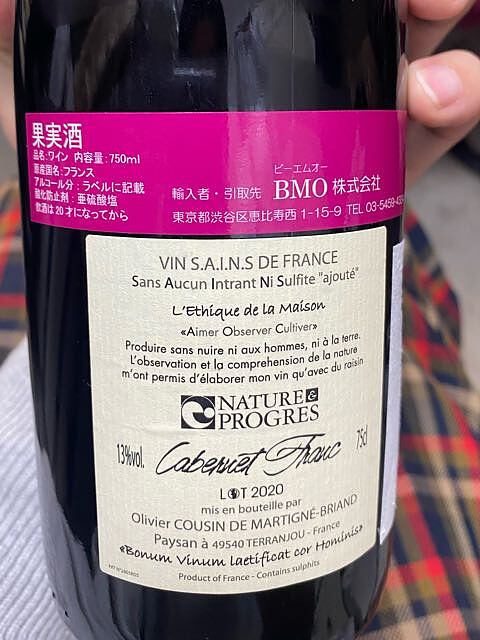 果実酒
品名:ワイン 内容量:750ml
原産国名:フランス
アルコール分:ラベルに記載
酸化防止剤:亜硫酸塩
飲酒は20才になってから
輸入者・引取先
ビーエムオー
BMO 株式会社
東京都渋谷区恵比寿西 1-15-9 TEL 03-5459-43
VIN S.A.I.N.S DE FRANCE
Sans Aucun Intrant Ni Sulfite "ajouté"
L'Ethique de la Maison
«Aimer Observer Cultiver»
Produire sans nuire ni aux hommes, ni à la terre.
L'observation et la comprehension de la nature
m'ont permis d'élaborer mon vin qu'avec du raisin
NATURE &
PROGRES
13%vol. Cabernet Franc 75cl
LOT 2020
mis en bouteille par
Olivier COUSIN DE MARTIGNÉ-BRIAND
Paysan à 49540 TERRANJOU - France
«Bonum Vinum laetificat cor Hominis»
Product of France - Contains sulphits